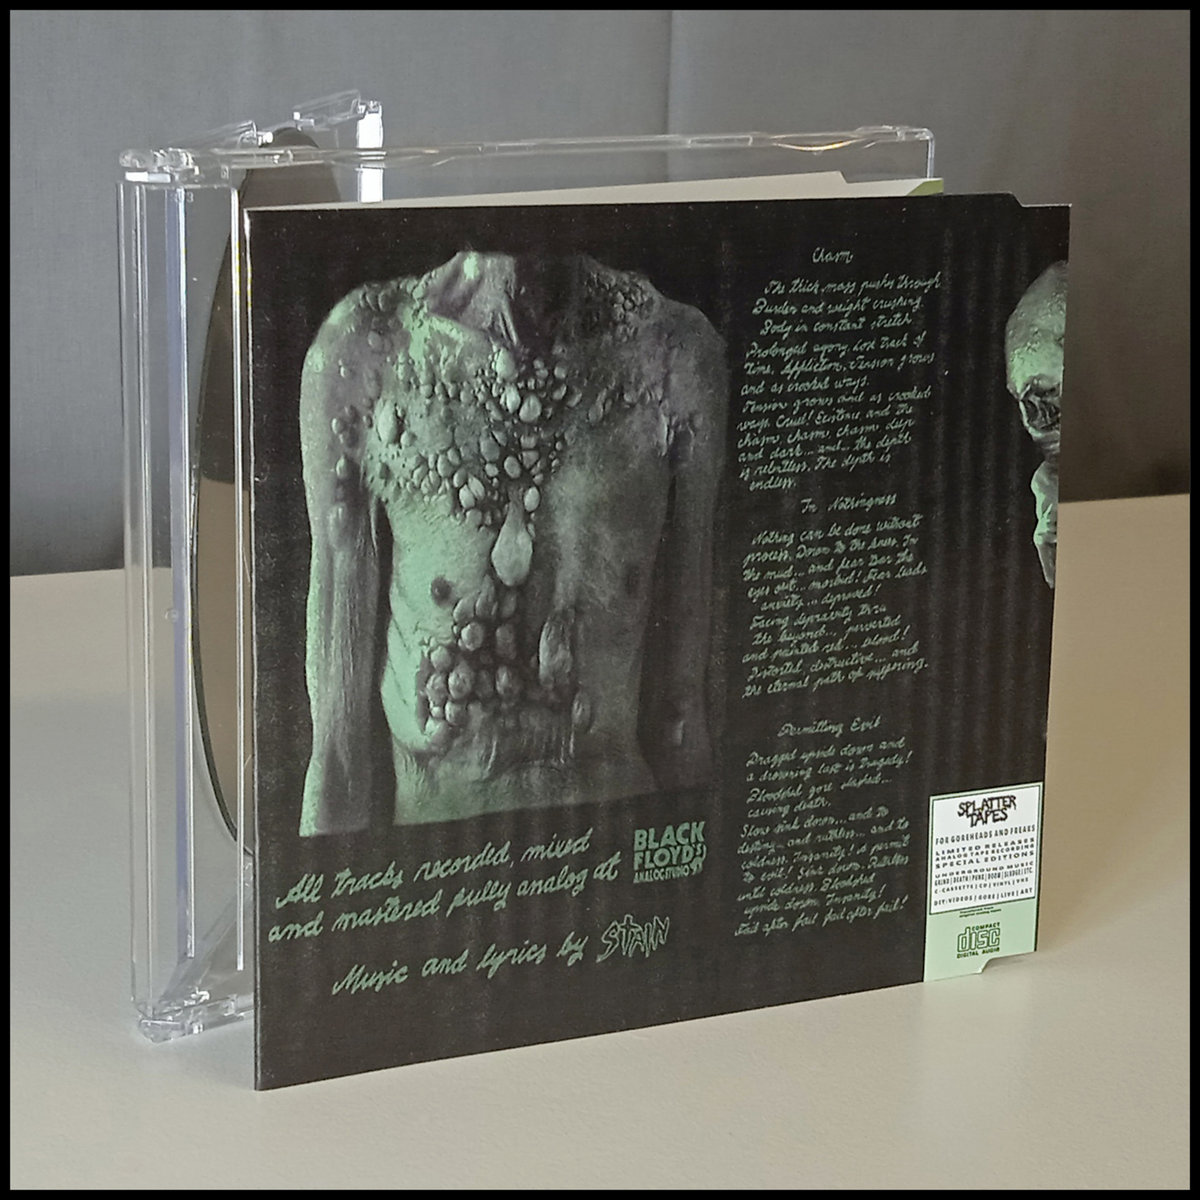 All tracks recorded, mixed
and mastered fully analog at
BLACK
FLOYD'S
ANALOG STUDIO
Music and lyrics by STAIN
Chasm
The thick mass pushes through
Burden and weight crushing
Body in constant stretch
Prolonged agony. Lost track of
Time, Affliction, Tension grows
and as crooked ways.
Tension grows and as crooked
ways. Cruel! Existence and the
chasm, chasm, chasm deep
and dark... and... the depth
is relentless. The depth is
endless.
In Nothingness
Nothing can be done without
process. Down to the knees. In
the mud... and fear the
eyes out... morbid! Fear leads
anxiety... depraved!
Facing depravity thru
the beyond... perverted
and painted red... blood!
Distorted, destructive... and
the eternal path of suffering.
Permitting Evil
Dragged upside down and
a drowning last is tragedy!
Bloodshed gore slashed...
causing death.
Slow sink down... and to
destiny... and ruthless... and to
coldness. Insanity! A permit
to evil! Sink down. Ruthless
until coldness. Bloodshed
upside down. Insanity!
fail after fail fail after fail!
SPLATTER
TAPES
FOR GOREHEADS AND FREAKS
LIMITED RELEASES
ANALOG TAPE RECORDING
SPECIAL EDITIONS
UNDERGROUND MUSIC
GRIND | DEATH | PUNK | DOOM | SLUDGE | ETC.
C-CASSETTE | CD | VINYL | VHS
DIY: VIDEOS | GORE | LIVE | ART
COMPACT
disc
DIGITAL AUDIO